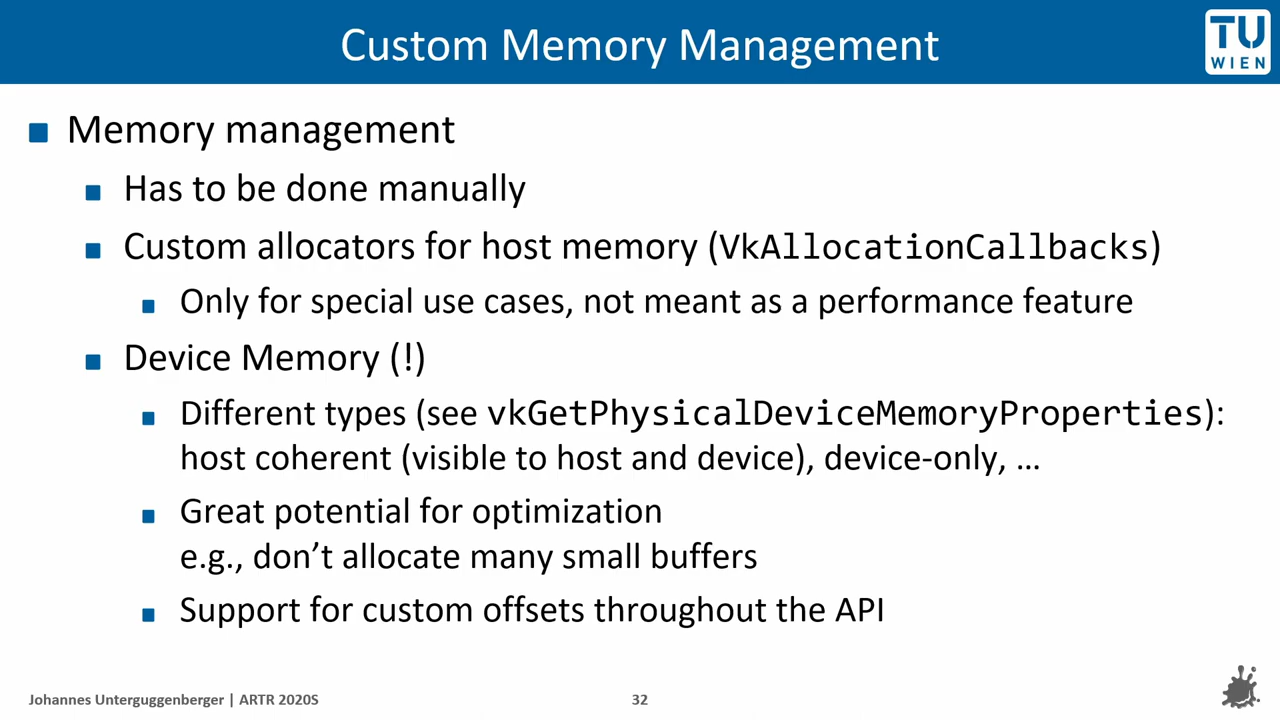 Custom Memory Management
TU
WIEN
Memory management
Has to be done manually
Custom allocators for host memory (VkAllocationCallbacks)
Only for special use cases, not meant as a performance feature
Device Memory (!)
Different types (see vkGetPhysicalDeviceMemoryProperties):
host coherent (visible to host and device), device-only, …
Great potential for optimization
e.g., don’t allocate many small buffers
Support for custom offsets throughout the API
Johannes Unterguggenberger | ARTR 2020S
32